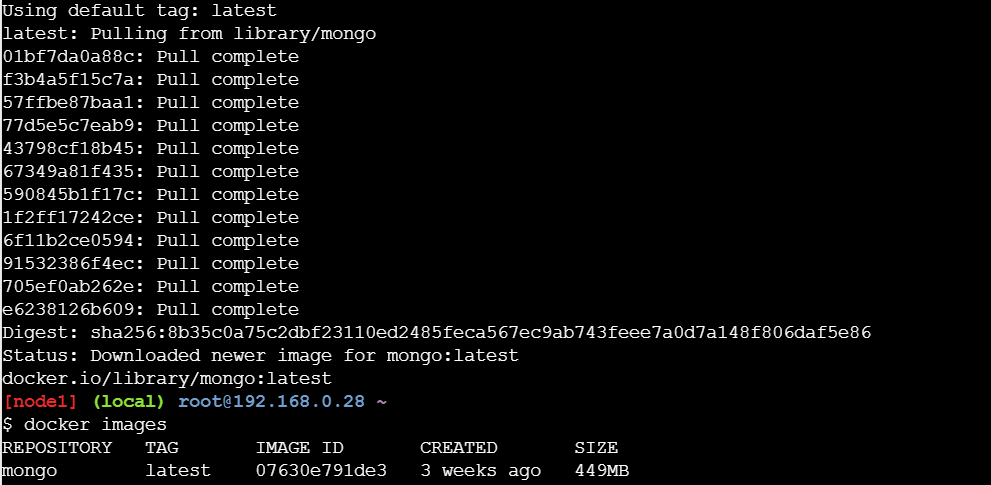 Using default tag: latest
latest: Pulling from library/mongo
01bf7da0a88c: Pull complete
f3b4a5f15c7a: Pull complete
57ffbe87baa1: Pull complete
77d5e5c7eab9: Pull complete
43798cf18b45: Pull complete
67349a81f435: Pull complete
590845b1f17c: Pull complete
1f2ff17242ce: Pull complete
6f11b2ce0594: Pull complete
91532386f4ec: Pull complete
705ef0ab262e: Pull complete
e6238126b609: Pull complete
Digest: sha256:8b35c0a75c2dbf23110ed2485feca567ec9ab743feee7a0d7a148f806daf5e86
Status: Downloaded newer image for mongo:latest
docker.io/library/mongo:latest
[node1] (local) root@192.168.0.28 ~
$ docker images
REPOSITORY   TAG       IMAGE ID       CREATED       SIZE
mongo        latest    07630e791de3   3 weeks ago   449MB